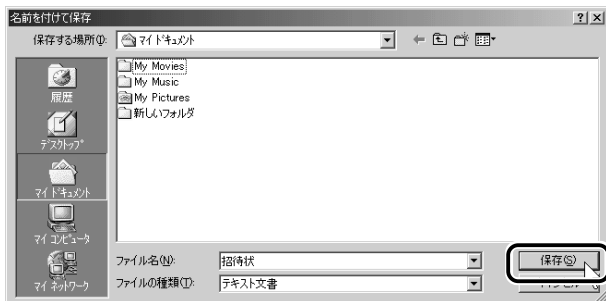 名前を付けて保存
保存する場所(I): マイ ドキュメント
My Movies
My Music
My Pictures
新しいフォルダ
履歴
デスクトップ
マイ ドキュメント
マイ コンピュータ
マイ ネットワーク
ファイル名(N): 招待状 保存(S)
ファイルの種類(T): テキスト文書